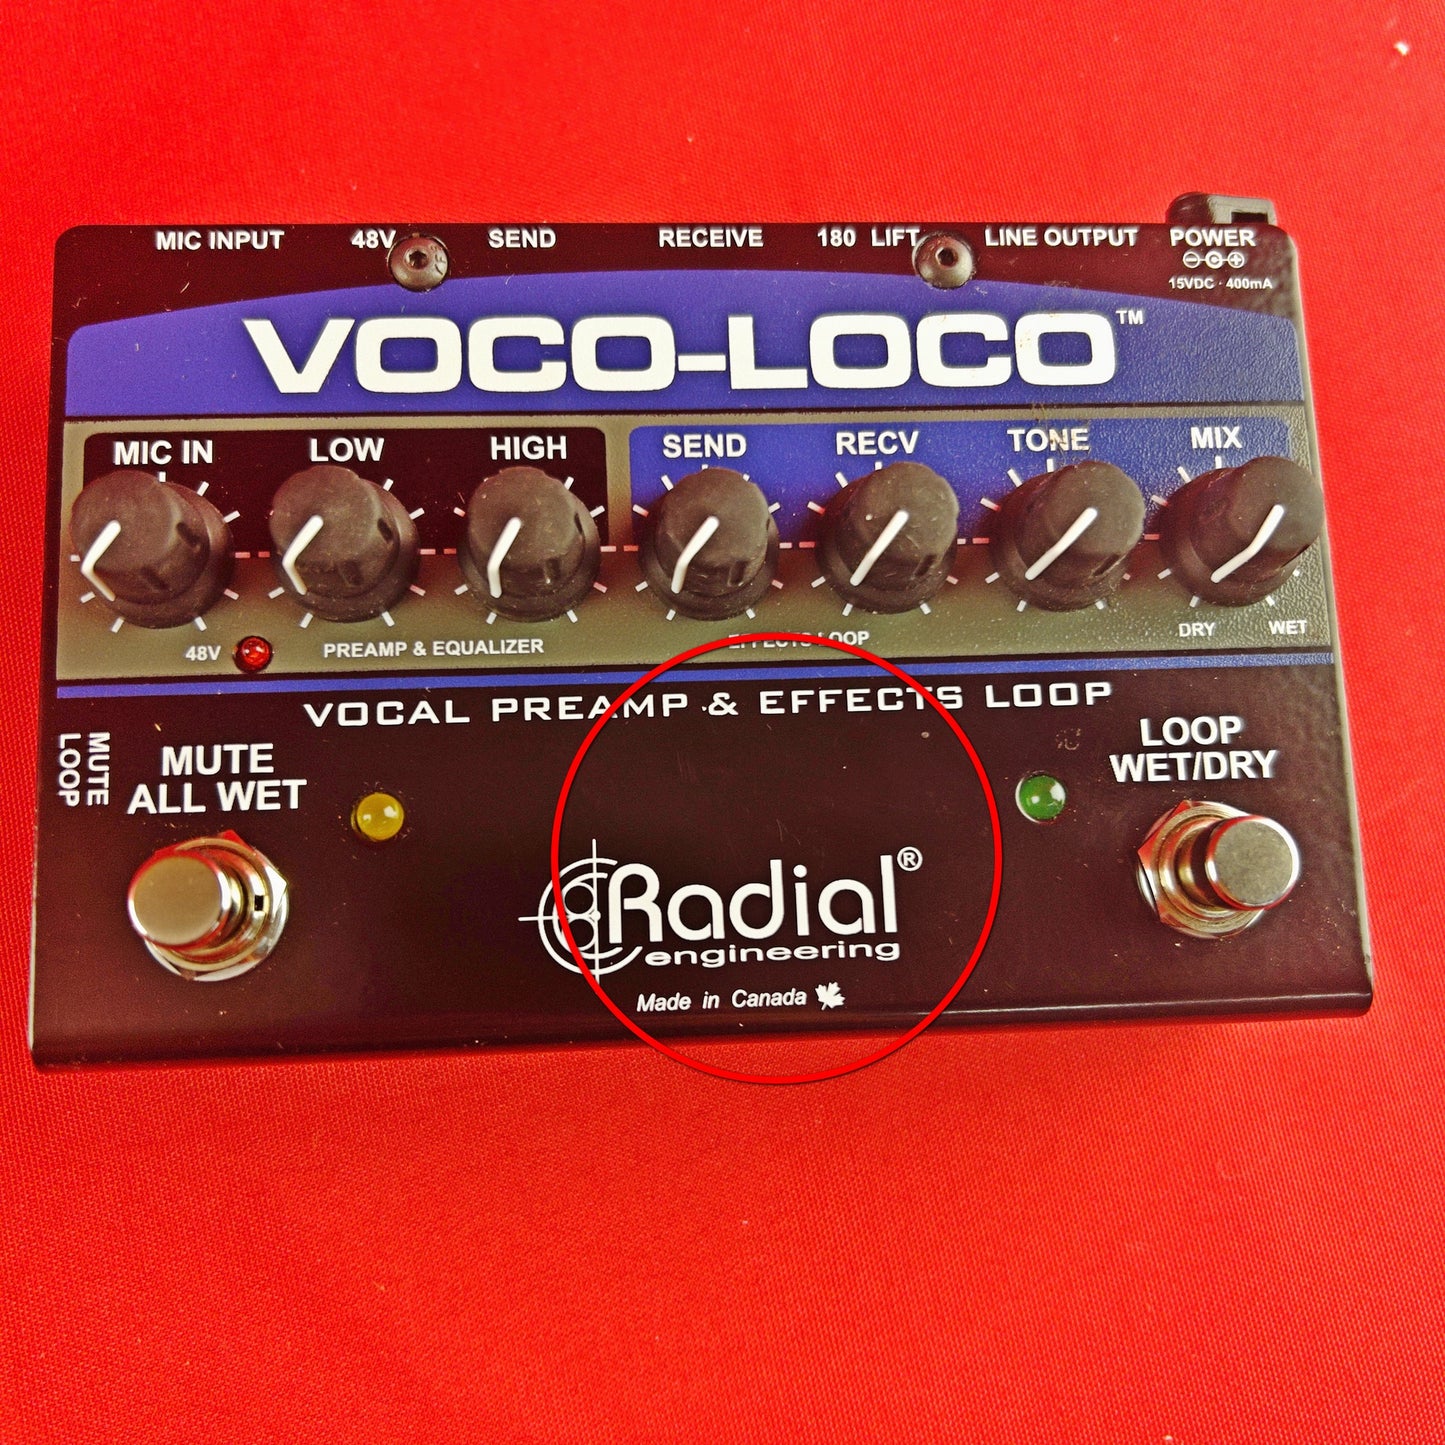 MIC INPUT 48V SEND RECEIVE 180 LIFT LINE OUTPUT POWER
15VDC · 400mA
VOCO-LOCO™
MIC IN LOW HIGH SEND RECV TONE MIX
DRY WET
48V PREAMP & EQUALIZER EFFECTS LOOP
VOCAL PREAMP & EFFECTS LOOP
MUTE
LOOP
MUTE
ALL WET
LOOP
WET/DRY
Radial®
engineering
Made in Canada